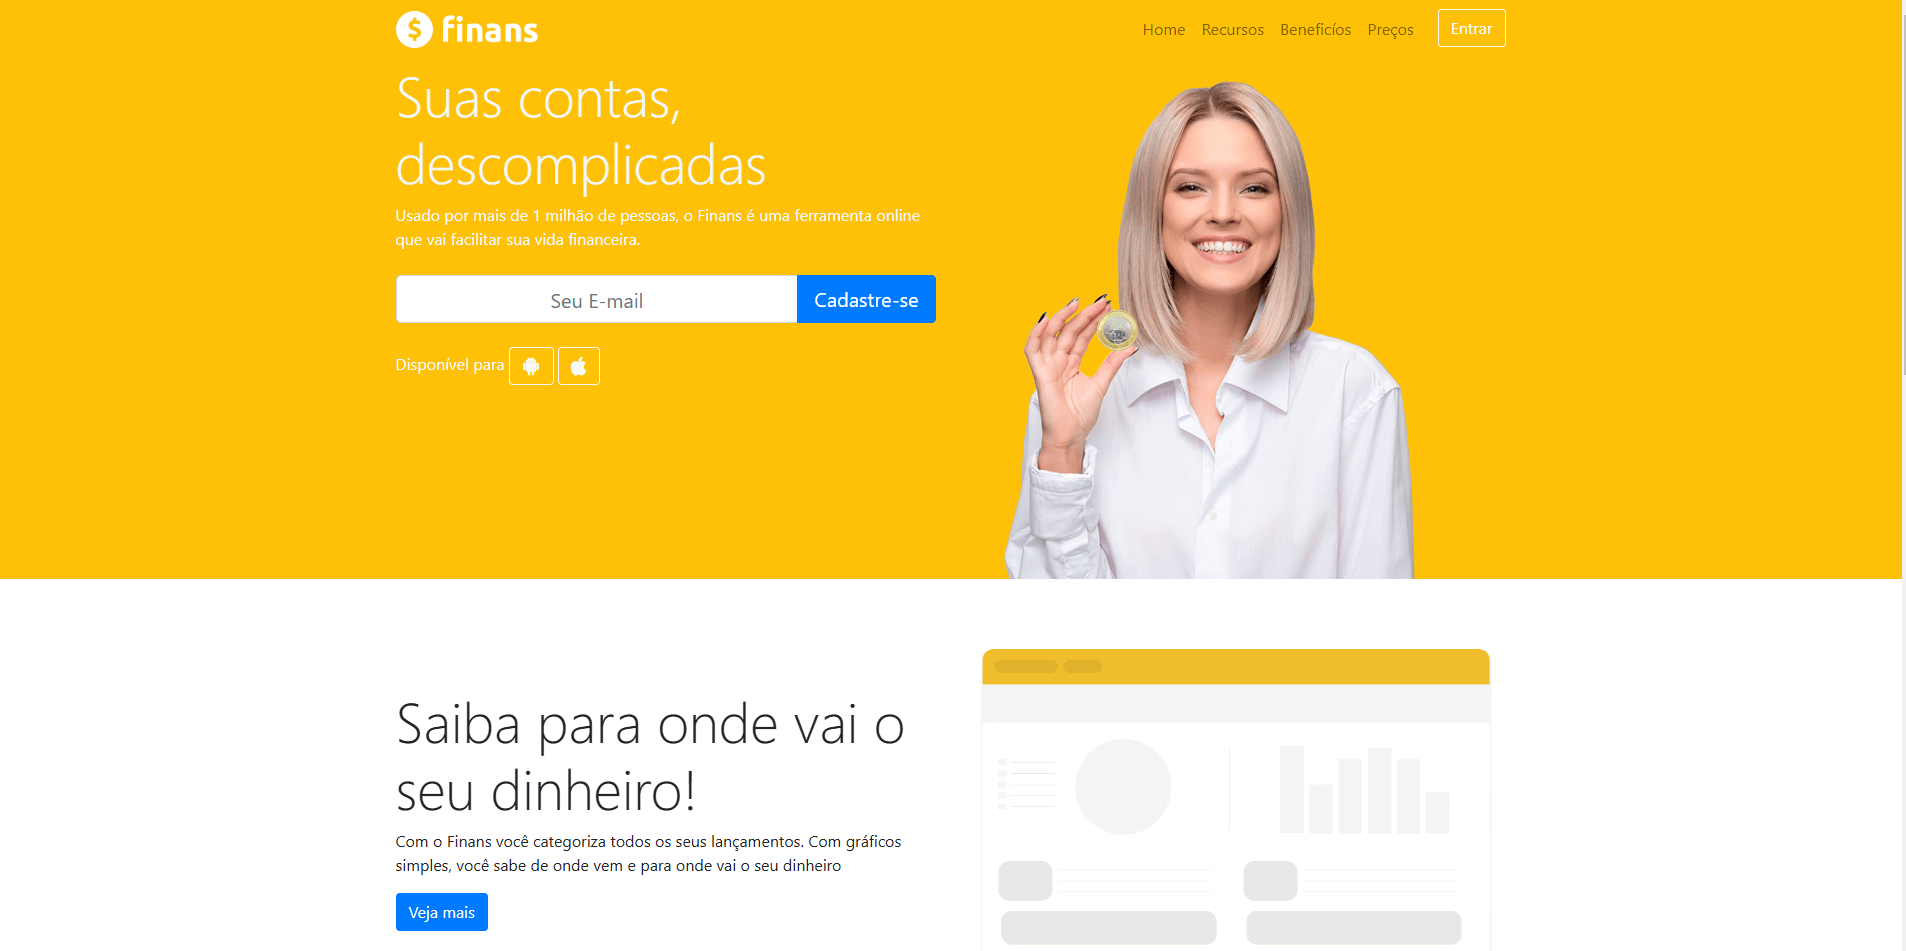 finans
Home Recursos Beneficíos Preços Entrar
Suas contas,
descomplicadas
Usado por mais de 1 milhão de pessoas, o Finans é uma ferramenta online
que vai facilitar sua vida financeira.
Seu E-mail Cadastre-se
Disponível para
Saiba para onde vai o
seu dinheiro!
Com o Finans você categoriza todos os seus lançamentos. Com gráficos
simples, você sabe de onde vem e para onde vai o seu dinheiro
Veja mais